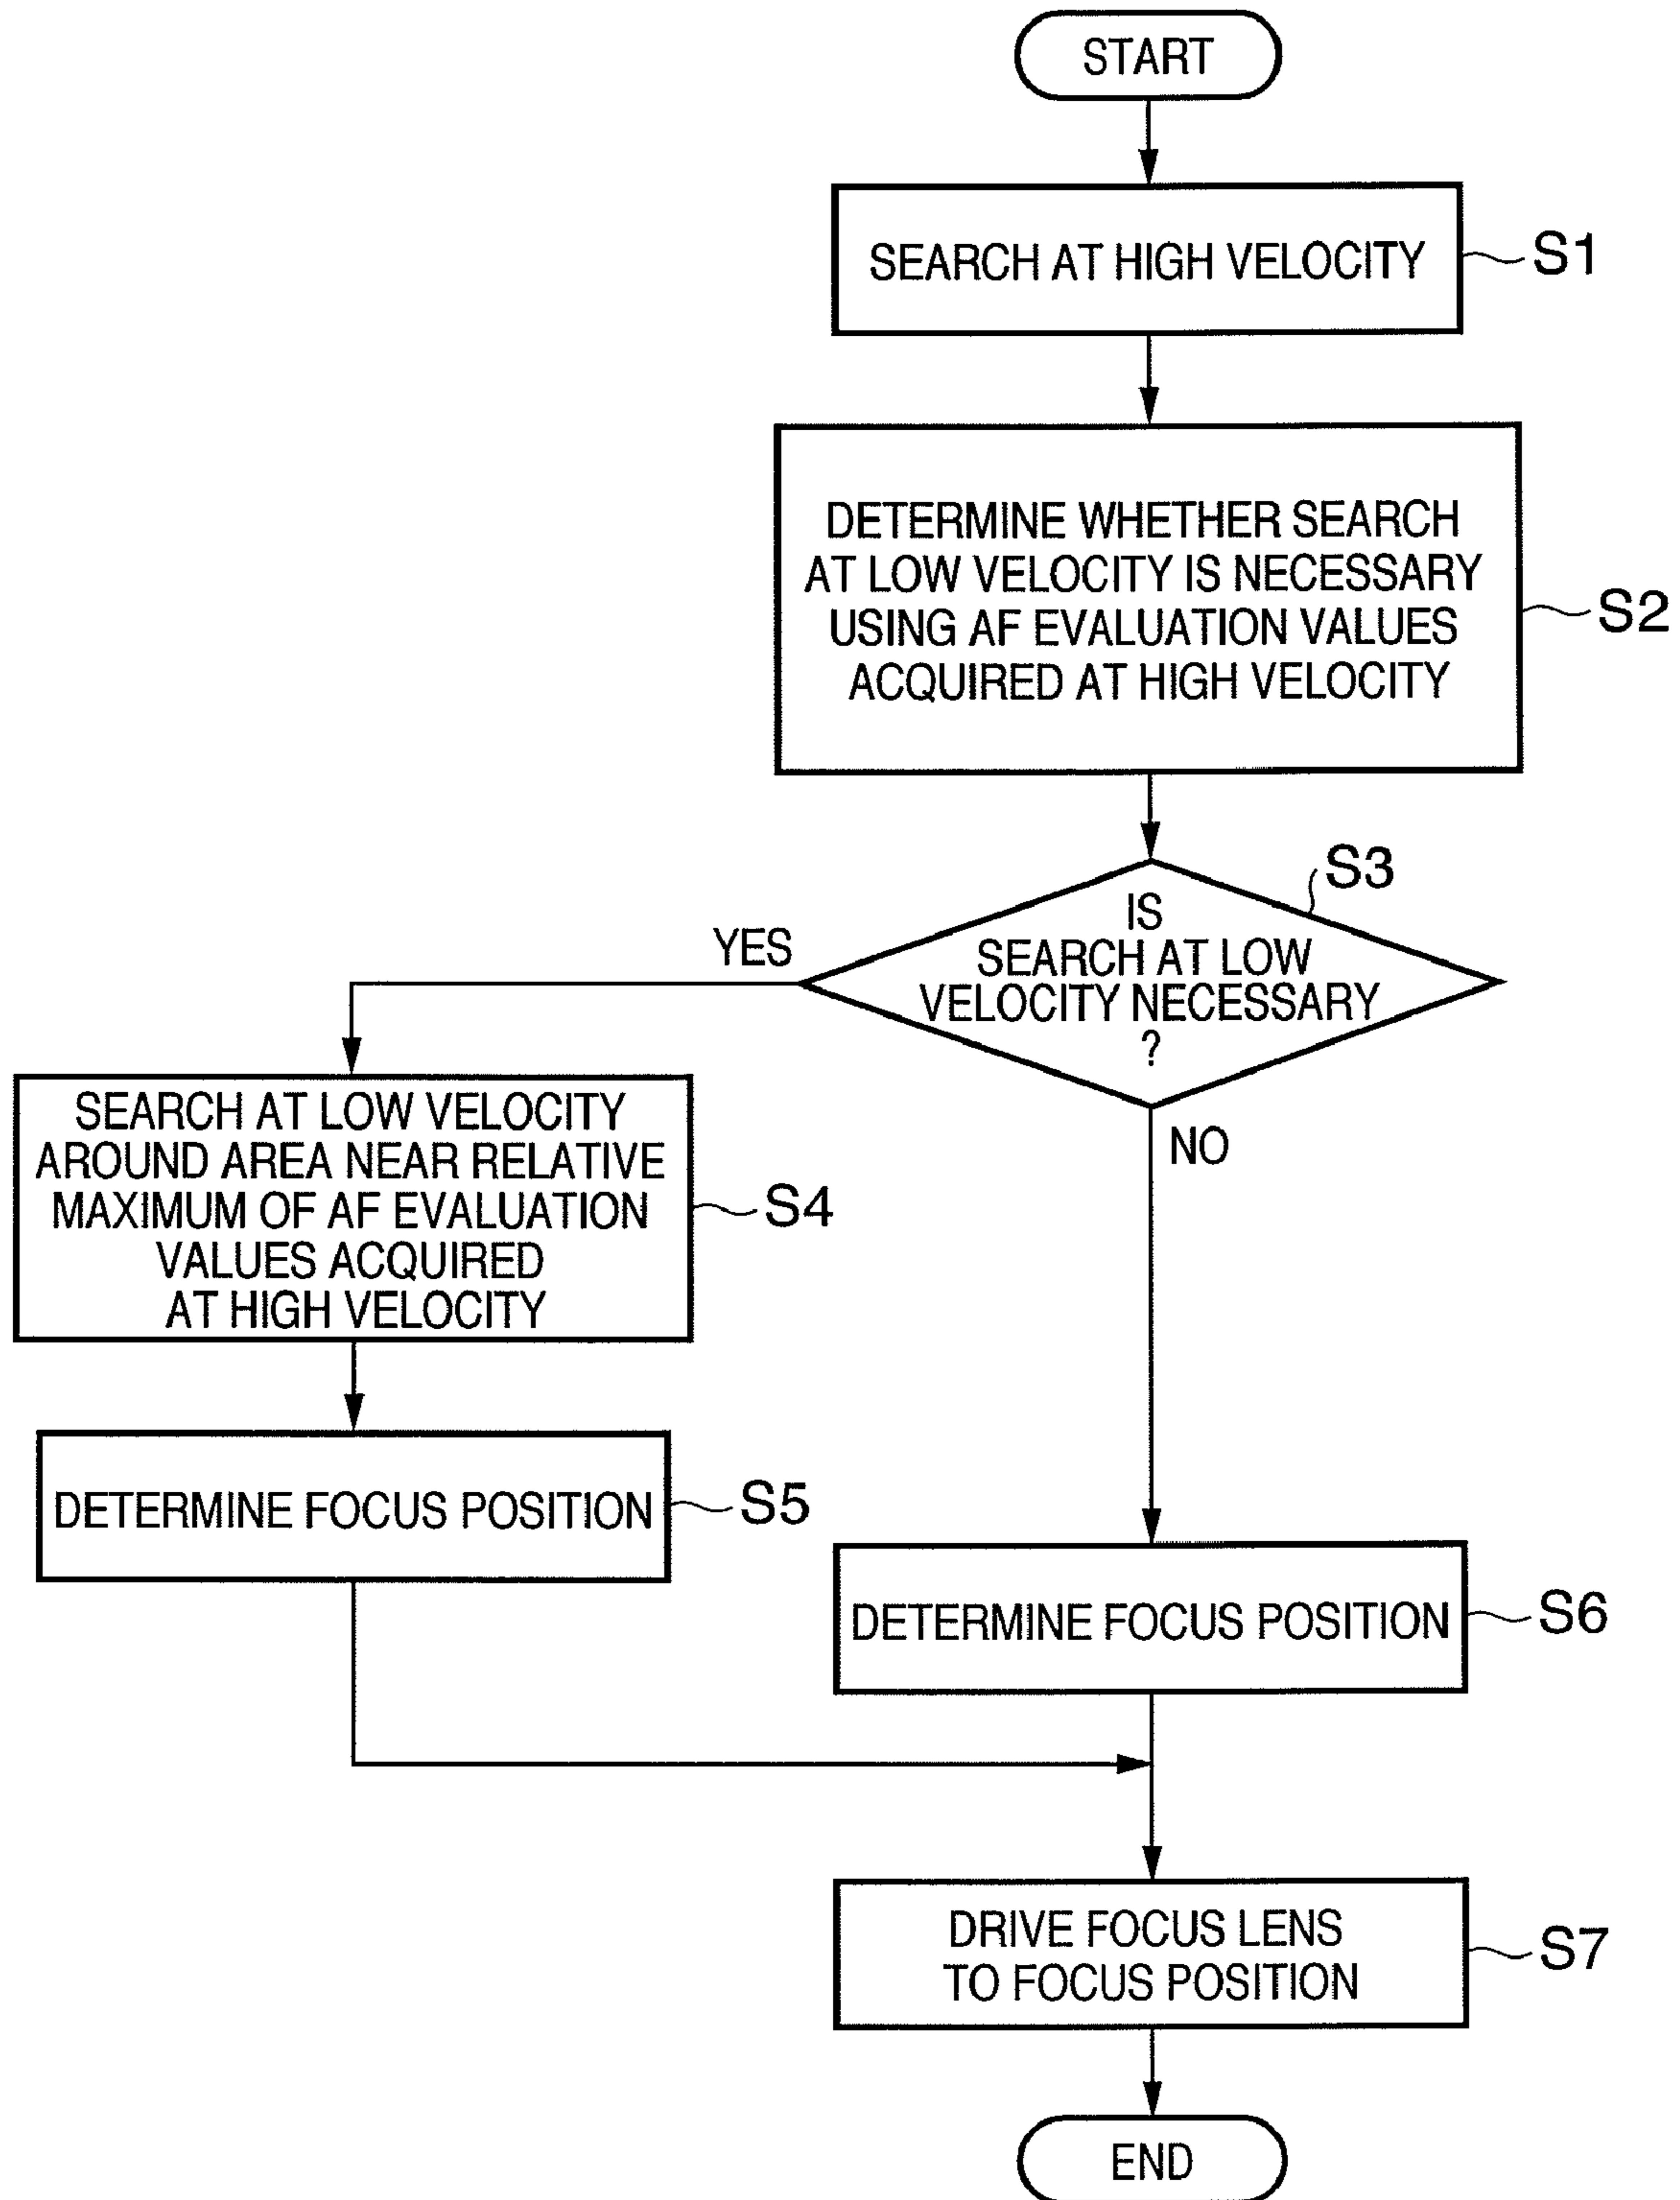 START
SEARCH AT HIGH VELOCITY
S1
DETERMINE WHETHER SEARCH
AT LOW VELOCITY IS NECESSARY
USING AF EVALUATION VALUES
ACQUIRED AT HIGH VELOCITY
S2
S3
IS
SEARCH AT LOW
VELOCITY NECESSARY
?
YES
NO
SEARCH AT LOW VELOCITY
AROUND AREA NEAR RELATIVE
MAXIMUM OF AF EVALUATION
VALUES ACQUIRED
AT HIGH VELOCITY
S4
DETERMINE FOCUS POSITION
S5
DETERMINE FOCUS POSITION
S6
DRIVE FOCUS LENS
TO FOCUS POSITION
S7
END